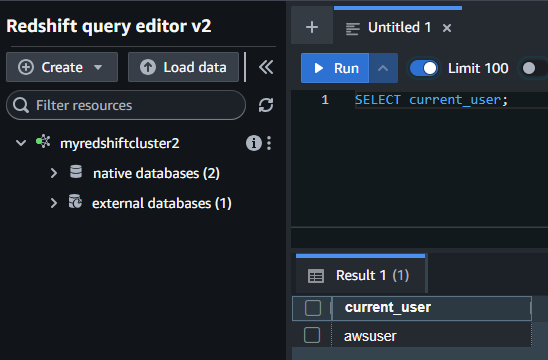 Redshift query editor v2
Create
Load data
Filter resources
myredshiftcluster2
native databases (2)
external databases (1)
Untitled 1
Run
Limit 100
1 SELECT current_user;
Result 1 (1)
current_user
awsuser